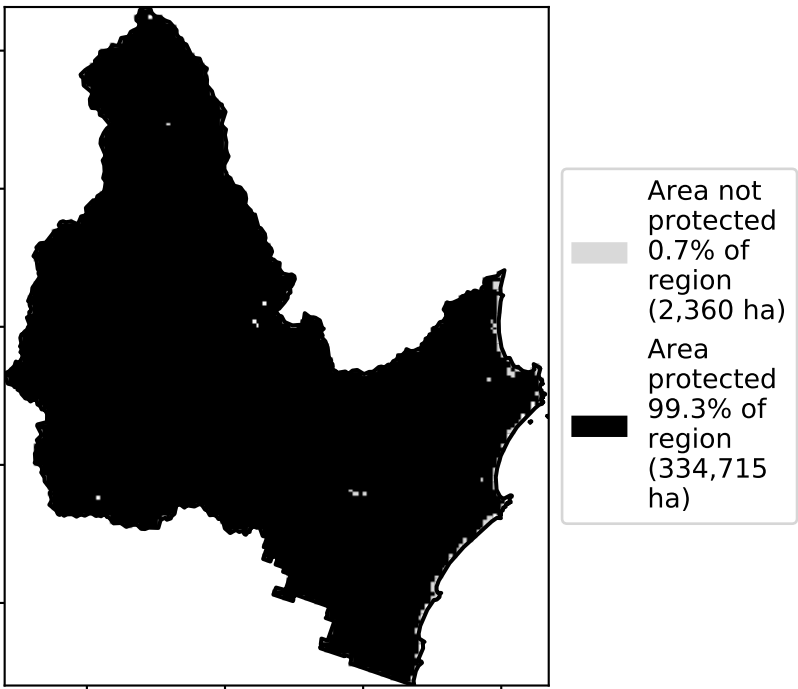 Area not
protected
0.7% of
region
(2,360 ha)
Area
protected
99.3% of
region
(334,715
ha)